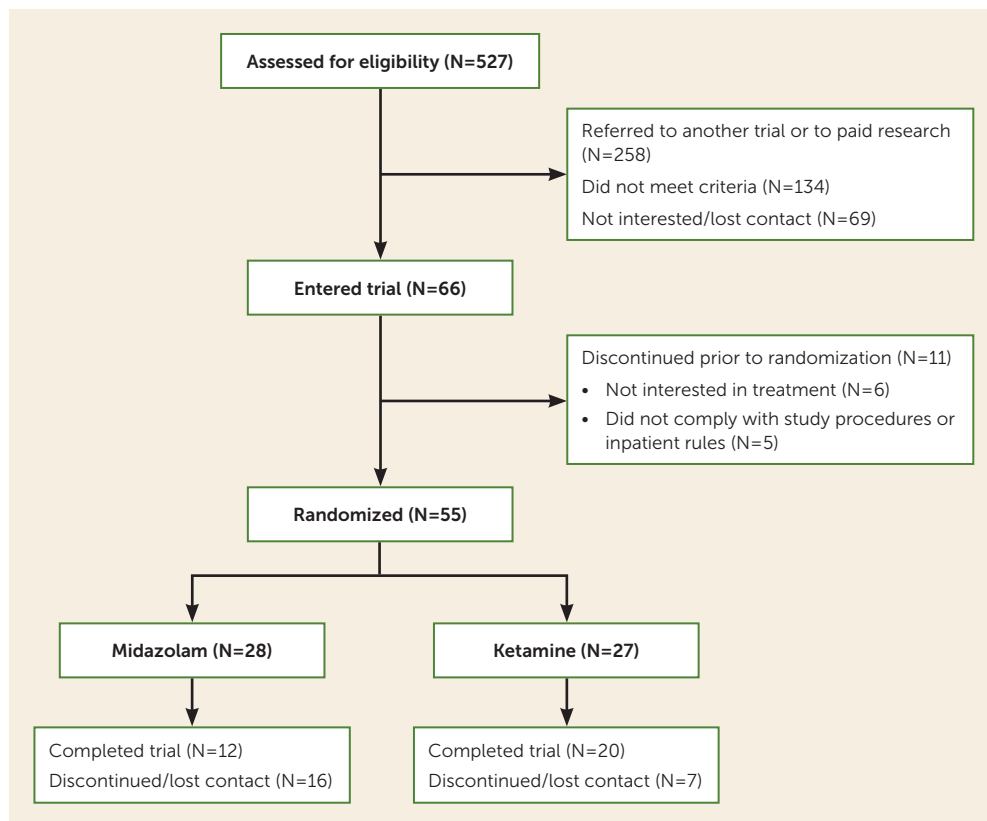 Assessed for eligibility (N=527)
Referred to another trial or to paid research
(N=258)
Did not meet criteria (N=134)
Not interested/lost contact (N=69)
Entered trial (N=66)
Discontinued prior to randomization (N=11)
• Not interested in treatment (N=6)
• Did not comply with study procedures or
inpatient rules (N=5)
Randomized (N=55)
Midazolam (N=28)
Ketamine (N=27)
Completed trial (N=12)
Discontinued/lost contact (N=16)
Completed trial (N=20)
Discontinued/lost contact (N=7)